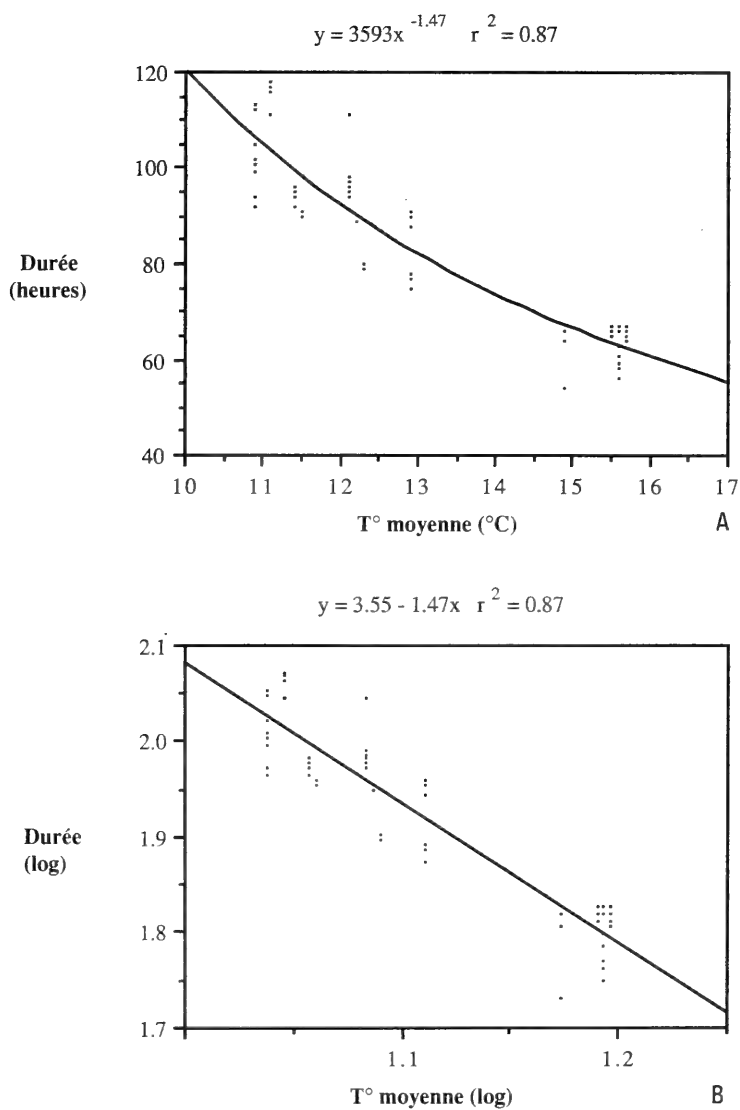 y = 3593x^-1.47 r^2 = 0.87
120
100
80
60
40
Durée
(heures)
10 11 12 13 14 15 16 17
T° moyenne (°C)
A
y = 3.55 - 1.47x r^2 = 0.87
2.1
2.0
1.9
1.8
1.7
Durée
(log)
1.1 1.2
T° moyenne (log)
B